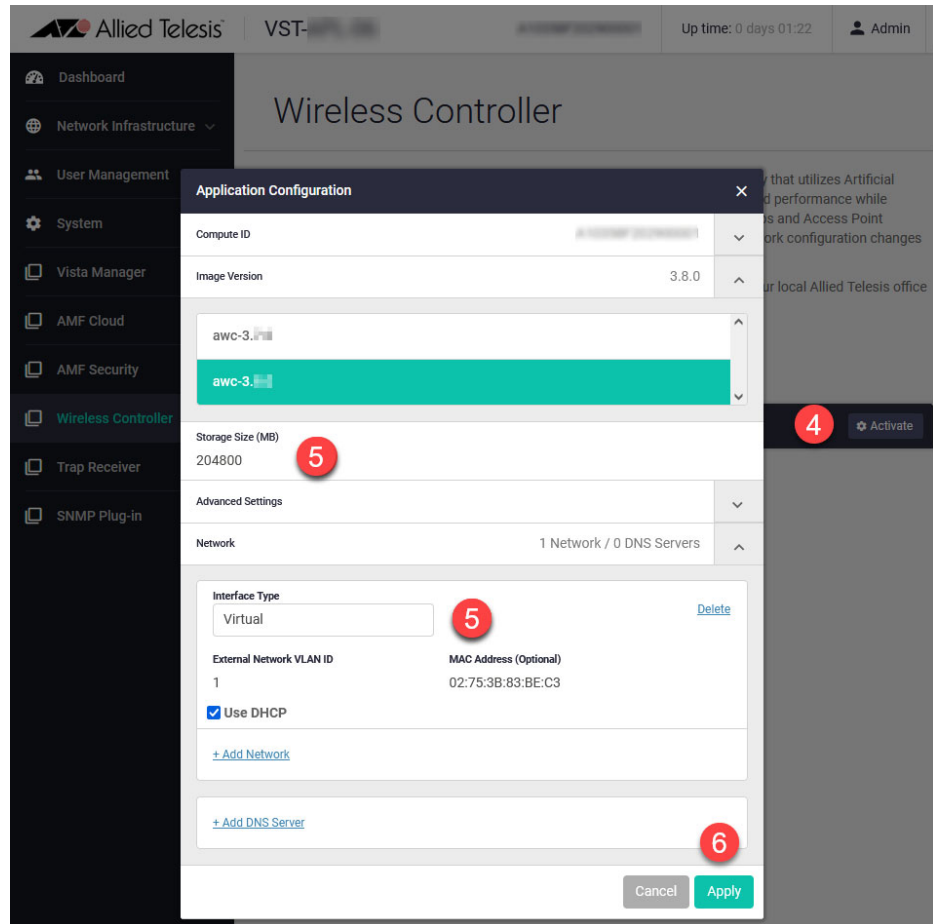 Allied Telesis
VST-
Up time: 0 days 01:22
Admin
Dashboard
Network Infrastructure
User Management
System
Vista Manager
AMF Cloud
AMF Security
Wireless Controller
Trap Receiver
SNMP Plug-in
Wireless Controller
that utilizes Artificial
performance while
and Access Point
configuration changes
local Allied Telesis office
4
Activate
Application Configuration
Compute ID
Image Version 3.8.0
awc-3.
awc-3.
Storage Size (MB)
204800
5
Advanced Settings
Network 1 Network / 0 DNS Servers
Interface Type
Virtual
5
Delete
External Network VLAN ID MAC Address (Optional)
1 02:75:3B:83:BE:C3
Use DHCP
+ Add Network
+ Add DNS Server
6
Cancel Apply